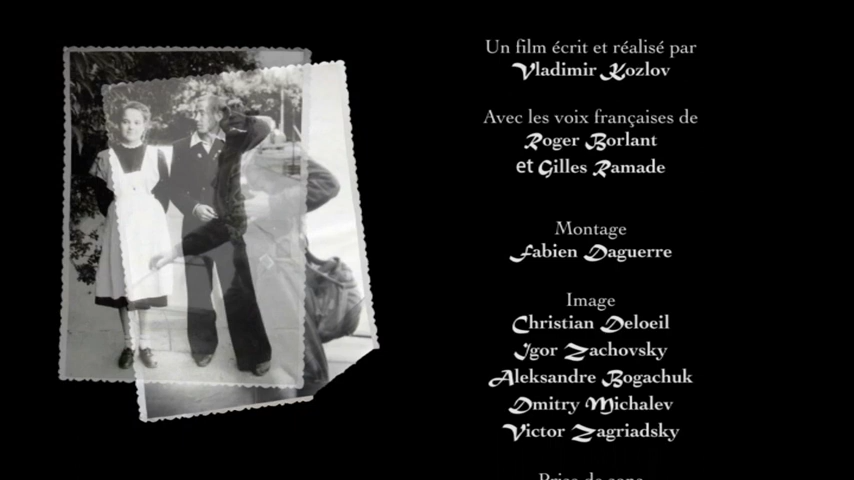 Un film écrit et réalisé par
Vladimir Kozlov
Avec les voix françaises de
Roger Borlant
et Gilles Ramade
Montage
Fabien Daguerre
Image
Christian Deloeil
Igor Zachovsky
Aleksandre Bogachuk
Dmitry Michalev
Victor Zagriadsky